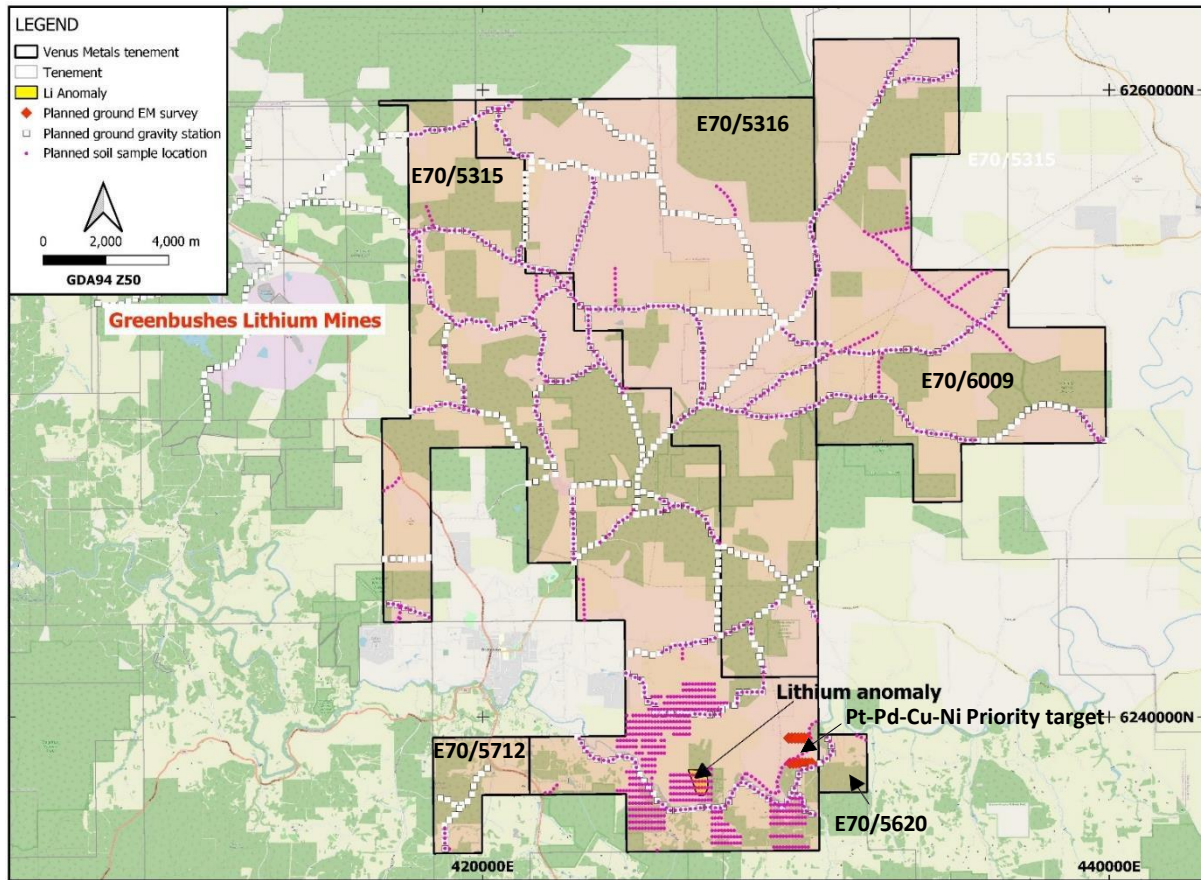 LEGEND
Venus Metals tenement
Tenement
Li Anomaly
Planned ground EM survey
Planned ground gravity station
Planned soil sample location
0 2,000 4,000 m
GDA94 Z50
6260000N
E70/5316
E70/5315
E70/5315
Greenbushes Lithium Mines
E70/6009
Lithium anomaly
Pt-Pd-Cu-Ni Priority target
6240000N
E70/5712
E70/5620
420000E
440000E